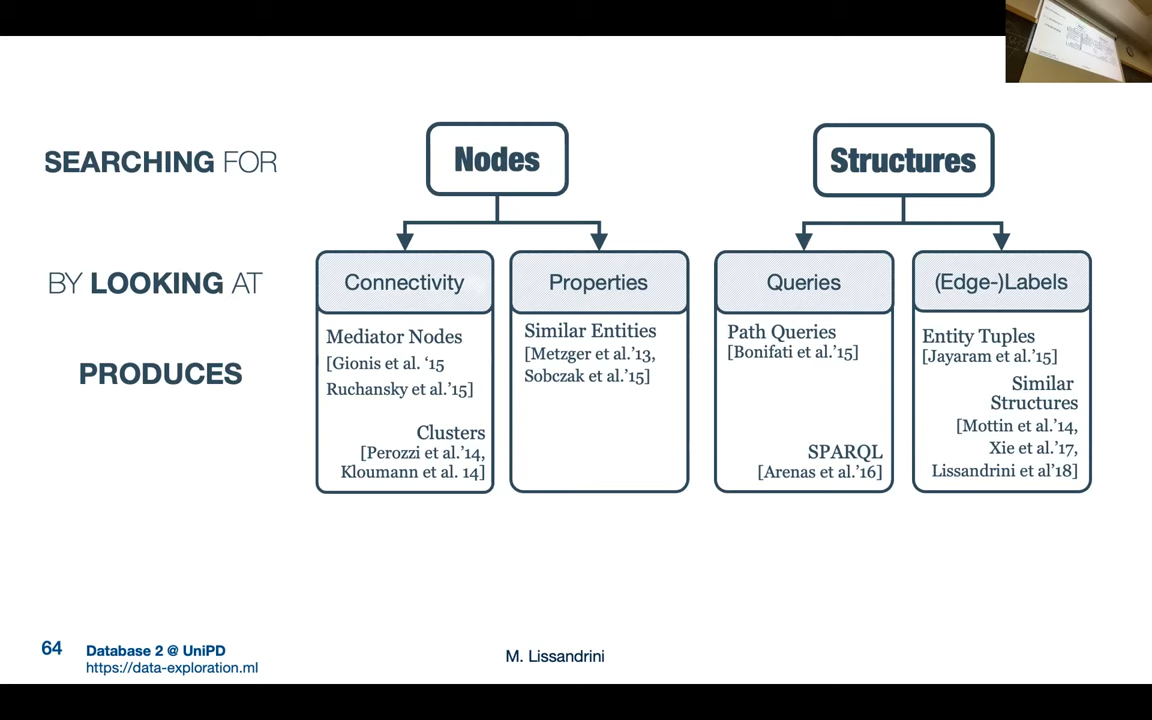 SEARCHING FOR
Nodes
Structures
BY LOOKING AT
Connectivity
Properties
Queries
(Edge-)Labels
PRODUCES
Mediator Nodes
[Gionis et al. ‘15
Ruchansky et al.’15]
Clusters
[Perozzi et al.’14,
Kloumann et al. 14]
Similar Entities
[Metzger et al.’13,
Sobczak et al.’15]
Path Queries
[Bonifati et al.’15]
SPARQL
[Arenas et al.’16]
Entity Tuples
[Jayaram et al.’15]
Similar
Structures
[Mottin et al.’14,
Xie et al.’17,
Lissandrini et al’18]
64
Database 2 @ UniPD
https://data-exploration.ml
M. Lissandrini